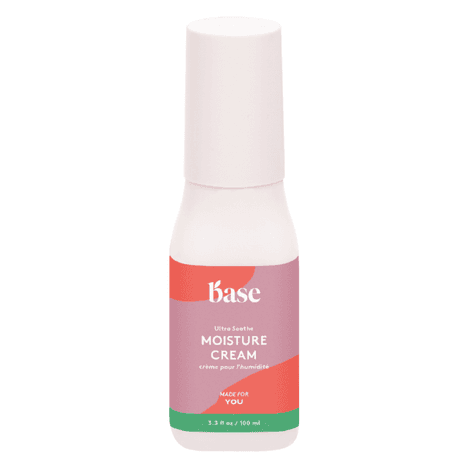 base
Ultra Soothe
MOISTURE
CREAM
crème pour l'humidité
MADE FOR
YOU
3.3 fl oz / 100 ml